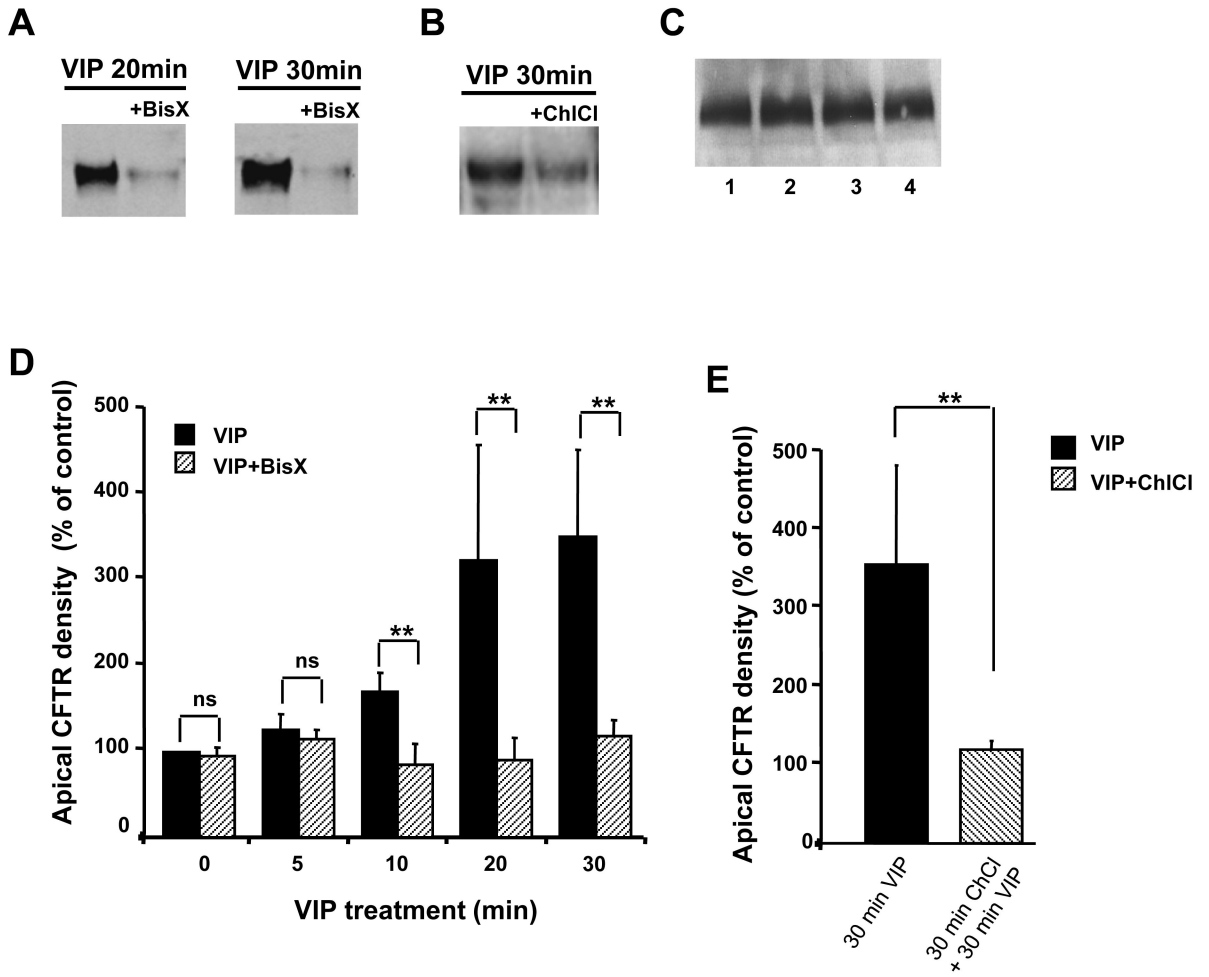 A
VIP 20min
+BisX
VIP 30min
+BisX
B
VIP 30min
+ChlCl
C
1 2 3 4
D
Apical CFTR density (% of control)
500
400
300
200
100
0
VIP
VIP+BisX
ns
ns
**
**
**
0 5 10 20 30
VIP treatment (min)
E
Apical CFTR density (% of control)
500
400
300
200
100
0
**
VIP
VIP+ChlCl
30 min VIP
30 min ChCl
+ 30 min VIP